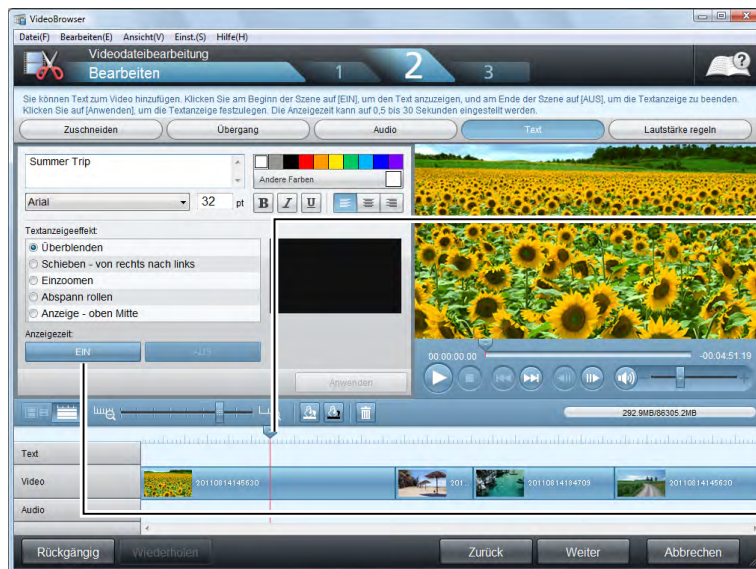 VideoBrowser
Datei(F) Bearbeiten(E) Ansicht(V) Einst.(S) Hilfe(H)
Videodateibearbeitung
Bearbeiten 1 2 3
Sie können Text zum Video hinzufügen. Klicken Sie am Beginn der Szene auf [EIN], um den Text anzuzeigen, und am Ende der Szene auf [AUS], um die Textanzeige zu beenden.
Klicken Sie auf [Anwenden], um die Textanzeige festzulegen. Die Anzeigezeit kann auf 0,5 bis 30 Sekunden eingestellt werden.
Zuschneiden Übergang Audio Text Lautstärke regeln
Summer Trip
Andere Farben
Arial 32 pt B I U
Textanzeigeeffekt:
Überblenden
Schieben - von rechts nach links
Einzoomen
Abspann rollen
Anzeige - oben Mitte
Anzeigezeit:
EIN AUS
00:00:00.00 -00:04:51.19
Anwenden
292.9MB/86305.2MB
Text
Video 20110814145630 201... 20110814184709 20110814145630
Audio
Rückgängig Wiederholen Zurück Weiter Abbrechen